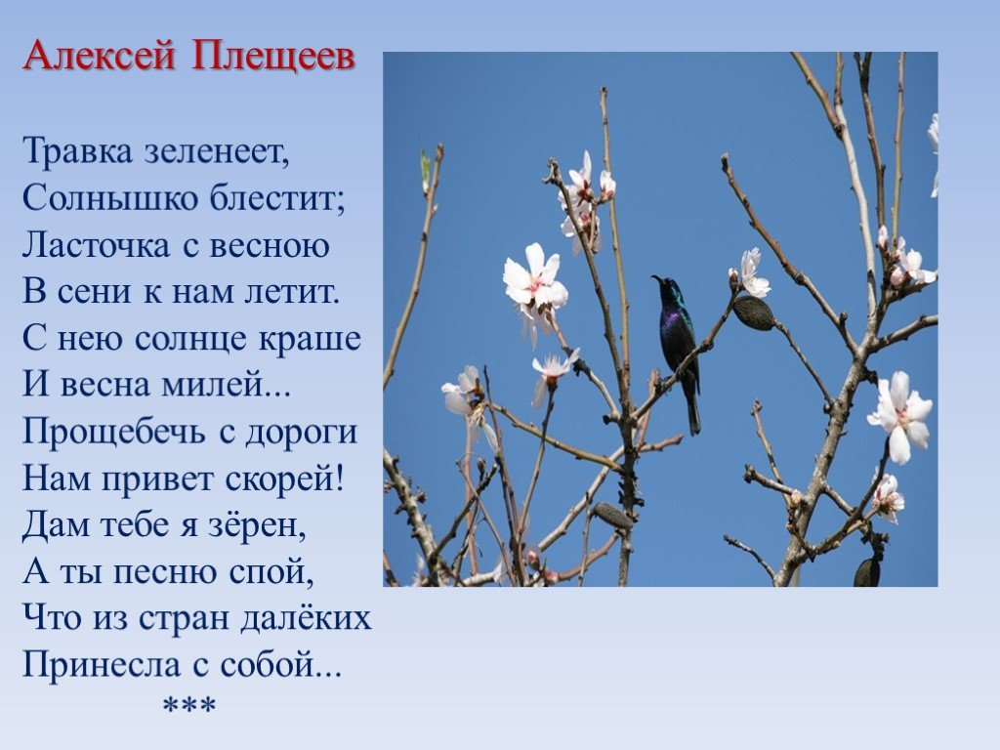 Алексей Плещеев
Травка зеленеет,
Солнышко блестит;
Ласточка с весною
В сени к нам летит.
С нею солнце краше
И весна милей...
Прощебечь с дороги
Нам привет скорей!
Дам тебе я зёрен,
А ты песню спой,
Что из стран далёких
Принесла с собой...
***